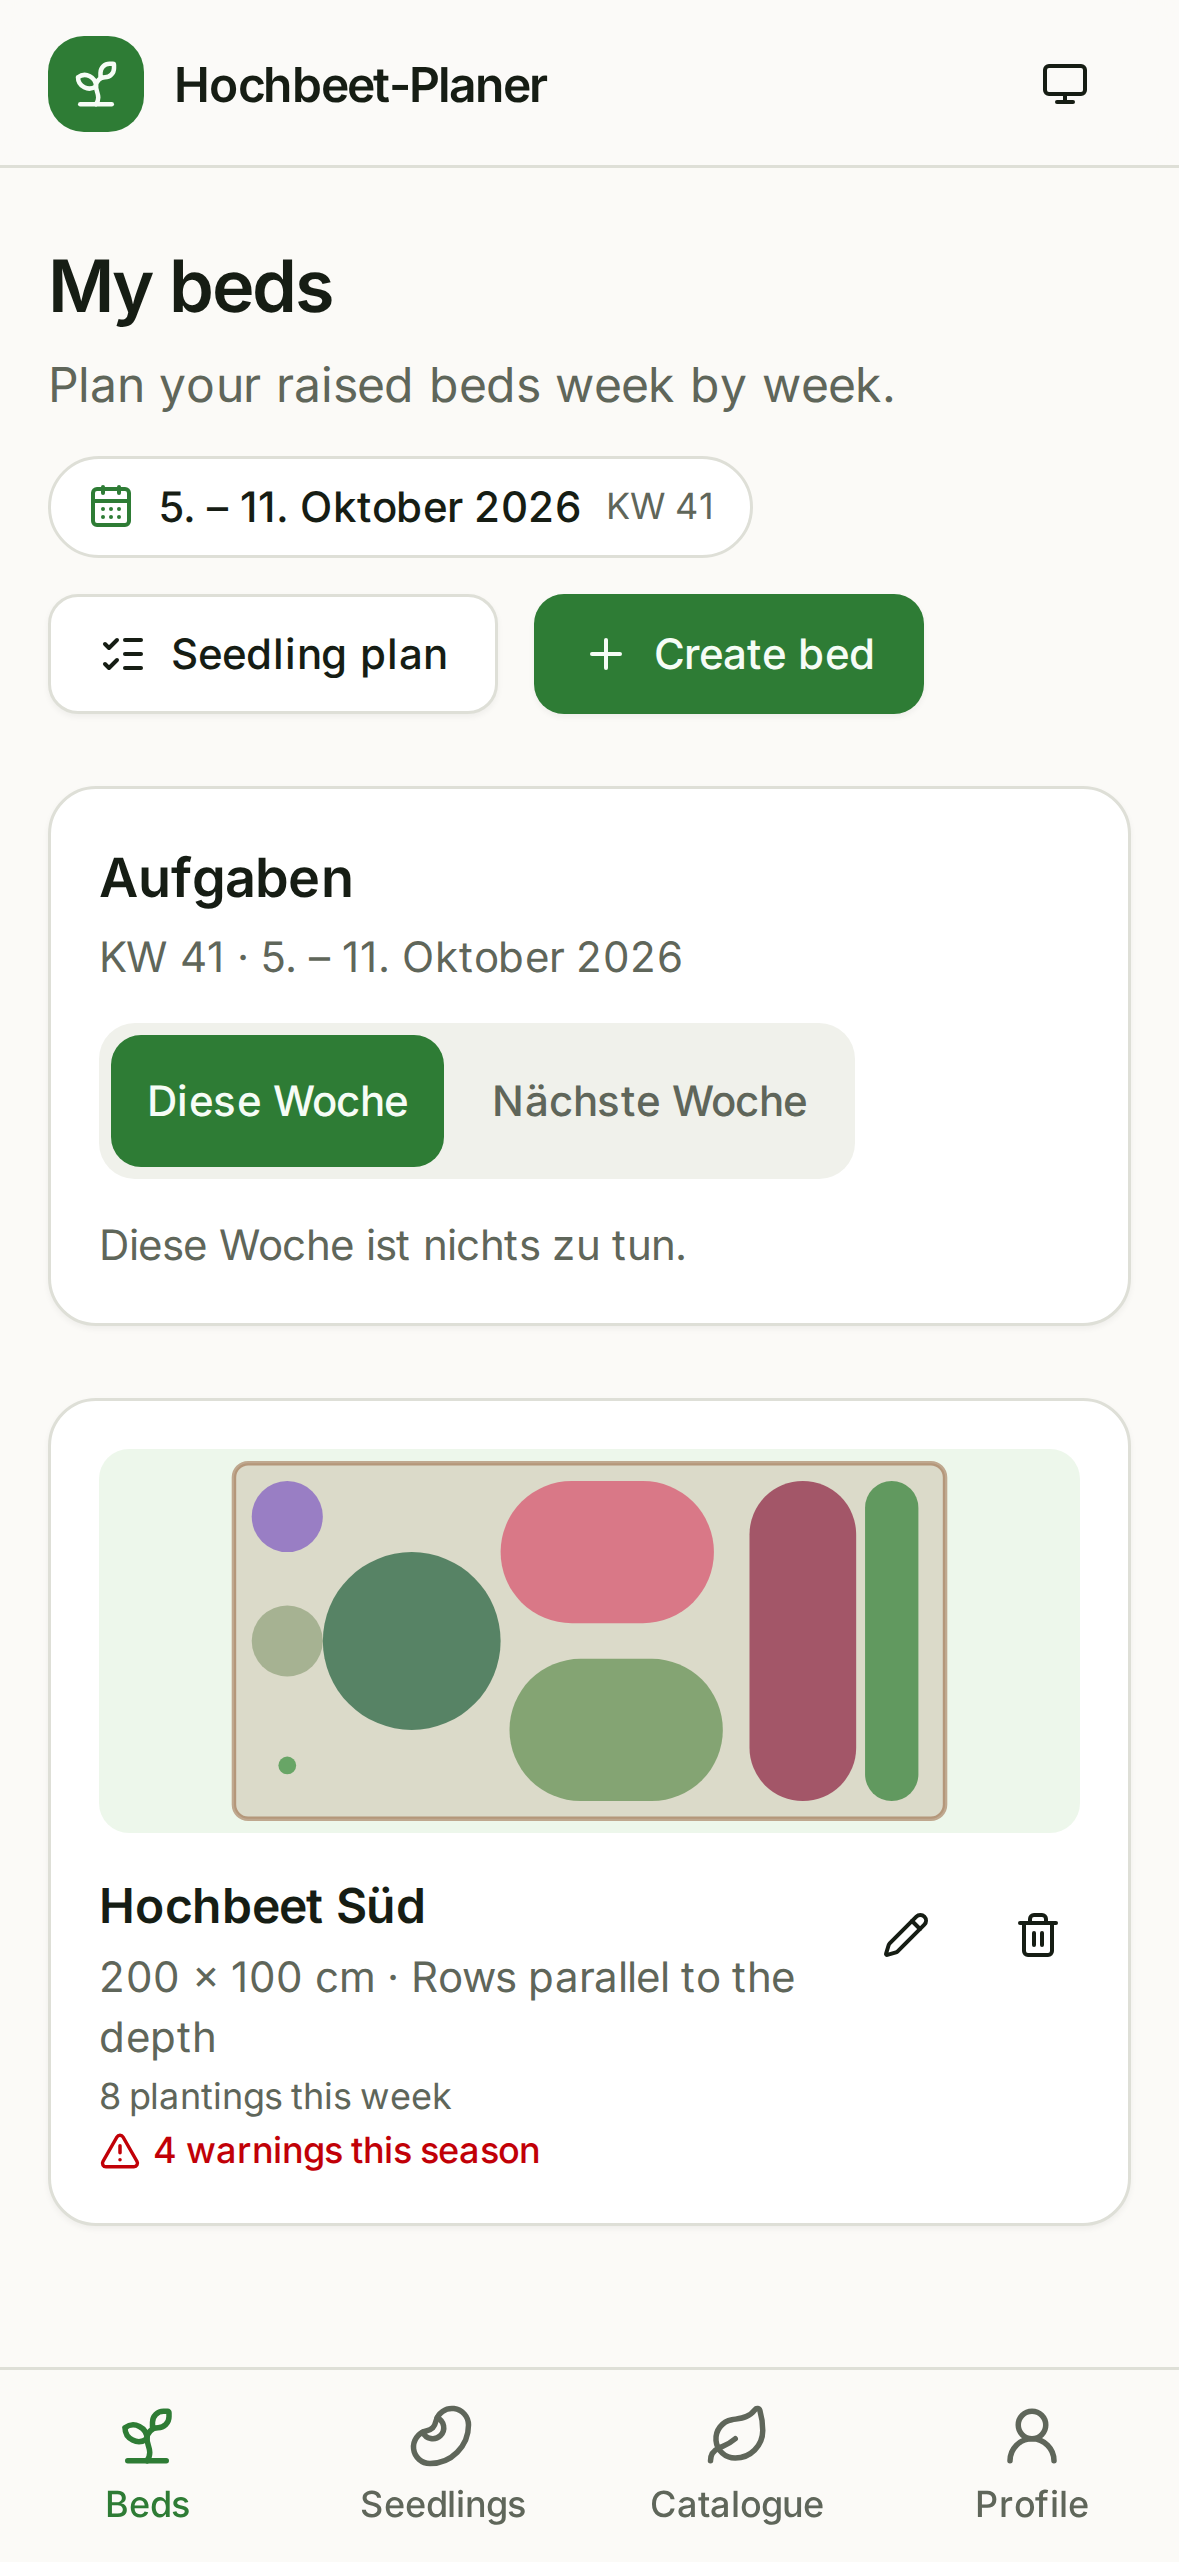 Hochbeet-Planer
My beds
Plan your raised beds week by week.
5. – 11. Oktober 2026 KW 41
Seedling plan
Create bed
Aufgaben
KW 41 · 5. – 11. Oktober 2026
Diese Woche
Nächste Woche
Diese Woche ist nichts zu tun.
Hochbeet Süd
200 × 100 cm · Rows parallel to the
depth
8 plantings this week
4 warnings this season
Beds
Seedlings
Catalogue
Profile